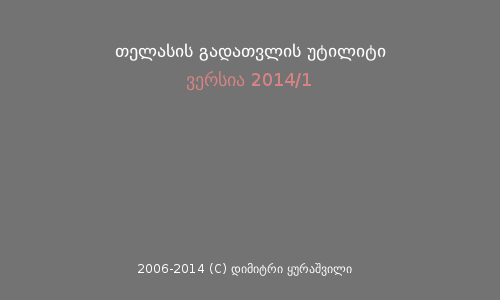 თელასის გადათვლის უტილიტი
ვერსია 2014/1
2006-2014 (C) დიმიტრი ყურაშვილი